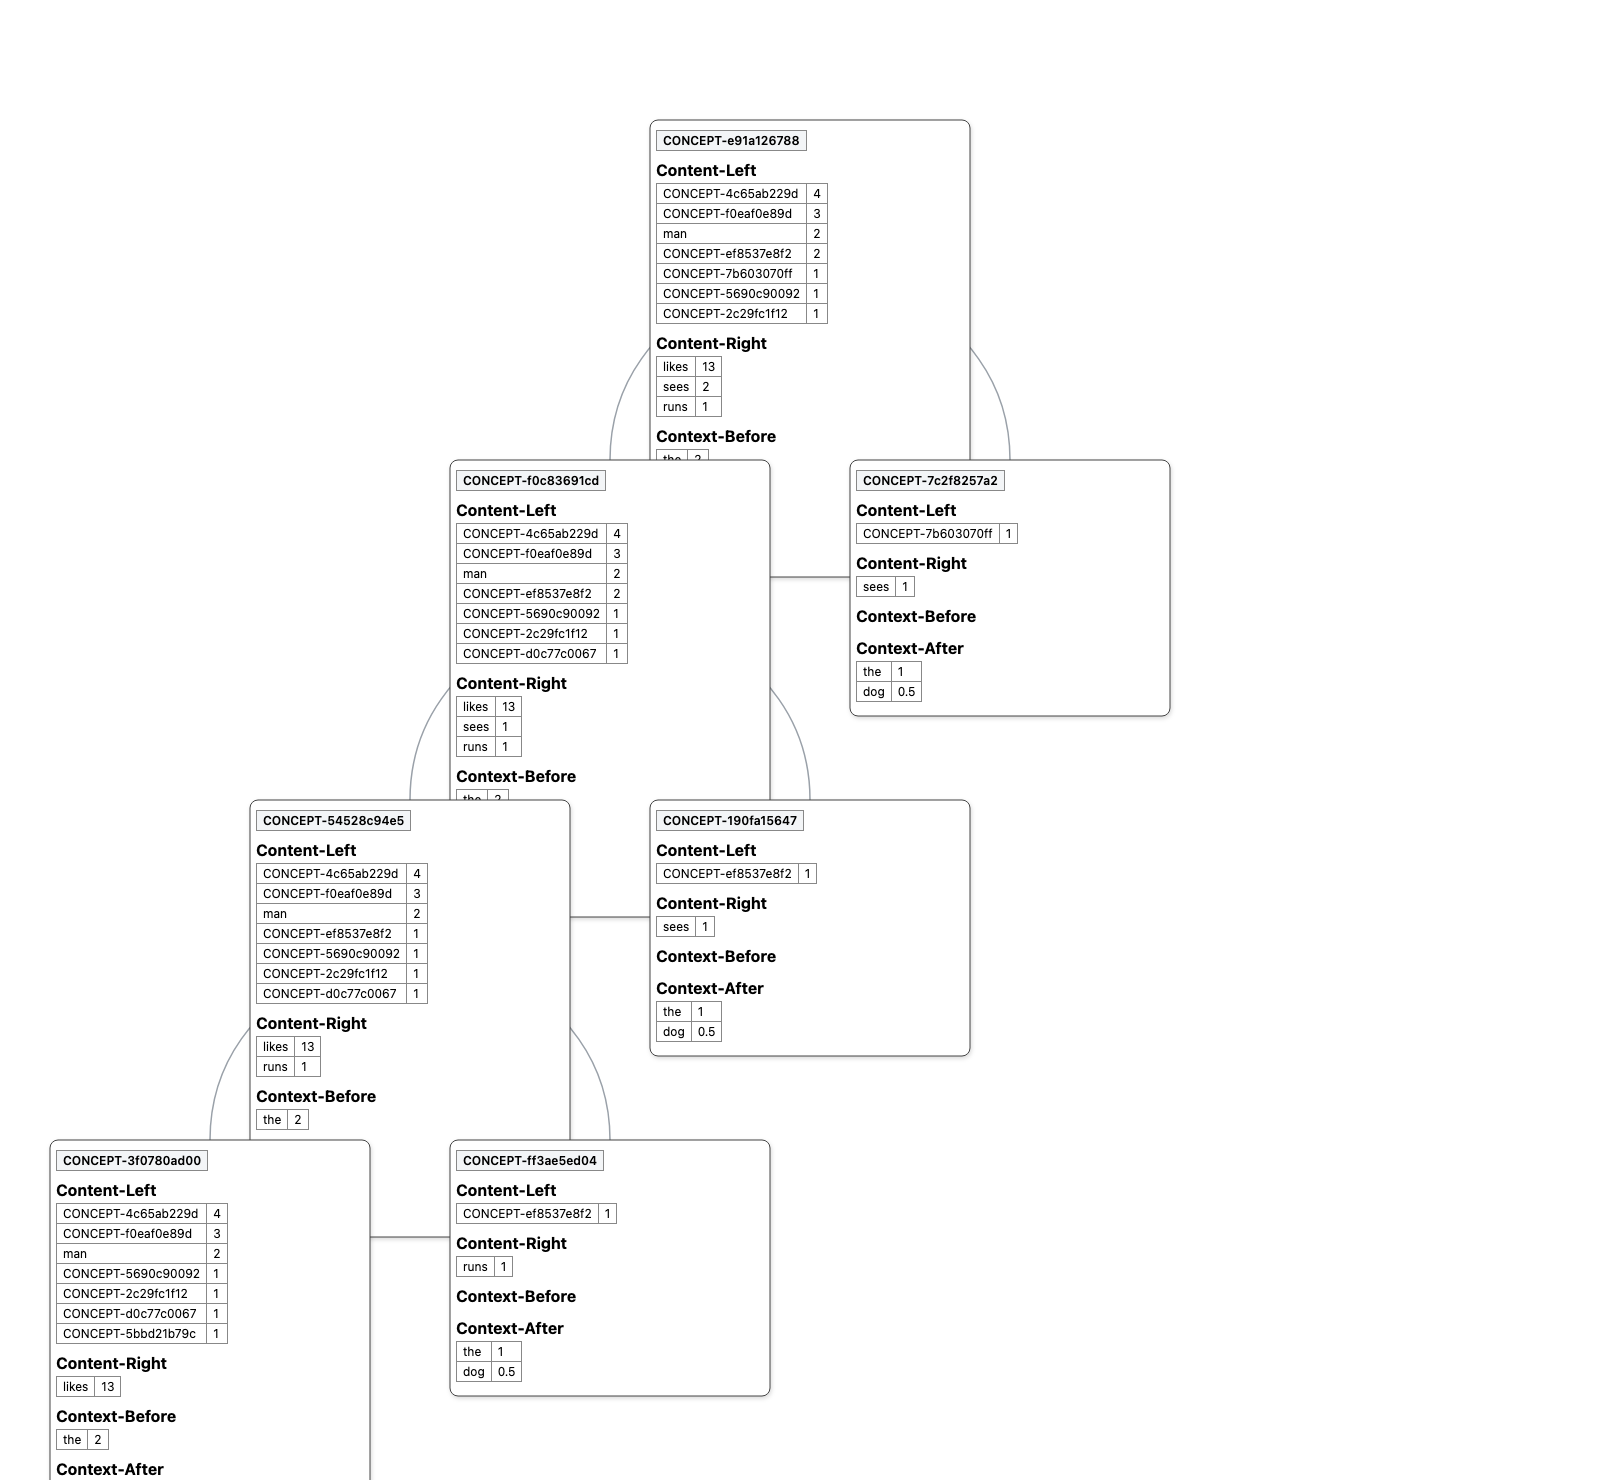 CONCEPT-e91a126788
Content-Left
CONCEPT-4c65ab229d 4
CONCEPT-f0eaf0e89d 3
man 2
CONCEPT-ef8537e8f2 2
CONCEPT-7b603070ff 1
CONCEPT-5690c90092 1
CONCEPT-2c29fc1f12 1
Content-Right
likes 13
sees 2
runs 1
Context-Before
the 2
CONCEPT-f0c83691cd
Content-Left
CONCEPT-4c65ab229d 4
CONCEPT-f0eaf0e89d 3
man 2
CONCEPT-ef8537e8f2 2
CONCEPT-5690c90092 1
CONCEPT-2c29fc1f12 1
CONCEPT-d0c77c0067 1
Content-Right
likes 13
sees 1
runs 1
Context-Before
the 2
CONCEPT-7c2f8257a2
Content-Left
CONCEPT-7b603070ff 1
Content-Right
sees 1
Context-Before
Context-After
the 1
dog 0.5
CONCEPT-54528c94e5
Content-Left
CONCEPT-4c65ab229d 4
CONCEPT-f0eaf0e89d 3
man 2
CONCEPT-ef8537e8f2 1
CONCEPT-5690c90092 1
CONCEPT-2c29fc1f12 1
CONCEPT-d0c77c0067 1
Content-Right
likes 13
runs 1
Context-Before
the 2
CONCEPT-190fa15647
Content-Left
CONCEPT-ef8537e8f2 1
Content-Right
sees 1
Context-Before
Context-After
the 1
dog 0.5
CONCEPT-3f0780ad00
Content-Left
CONCEPT-4c65ab229d 4
CONCEPT-f0eaf0e89d 3
man 2
CONCEPT-5690c90092 1
CONCEPT-2c29fc1f12 1
CONCEPT-d0c77c0067 1
CONCEPT-5bbd21b79c 1
Content-Right
likes 13
Context-Before
the 2
Context-After
CONCEPT-ff3ae5ed04
Content-Left
CONCEPT-ef8537e8f2 1
Content-Right
runs 1
Context-Before
Context-After
the 1
dog 0.5